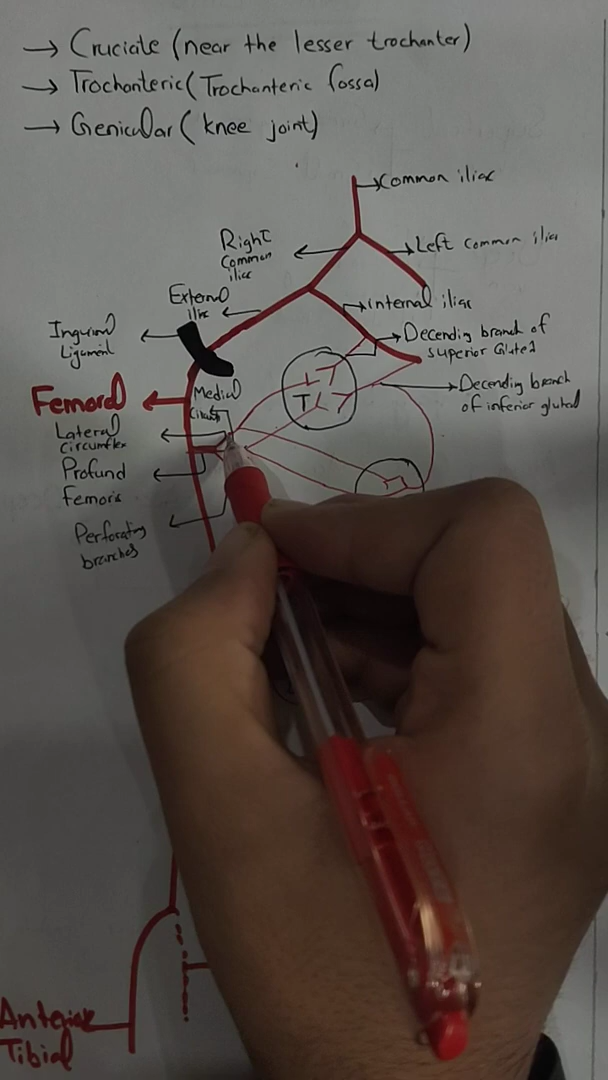 → Cruciate (near the lesser trochanter)
→ Trochanteric (Trochanteric fossa)
→ Genicular (knee joint)
Common iliac
Right
Common
iliac
Left common iliac
External
iliac
internal iliac
Inguinal
Ligament
Decending branch of
superior Gluteal
Femoral
Medial
T
Decending branch
of inferior gluteal
Lateral
Circumflex
Profund
femoris
Perforating
branches
Anterior
Tibial